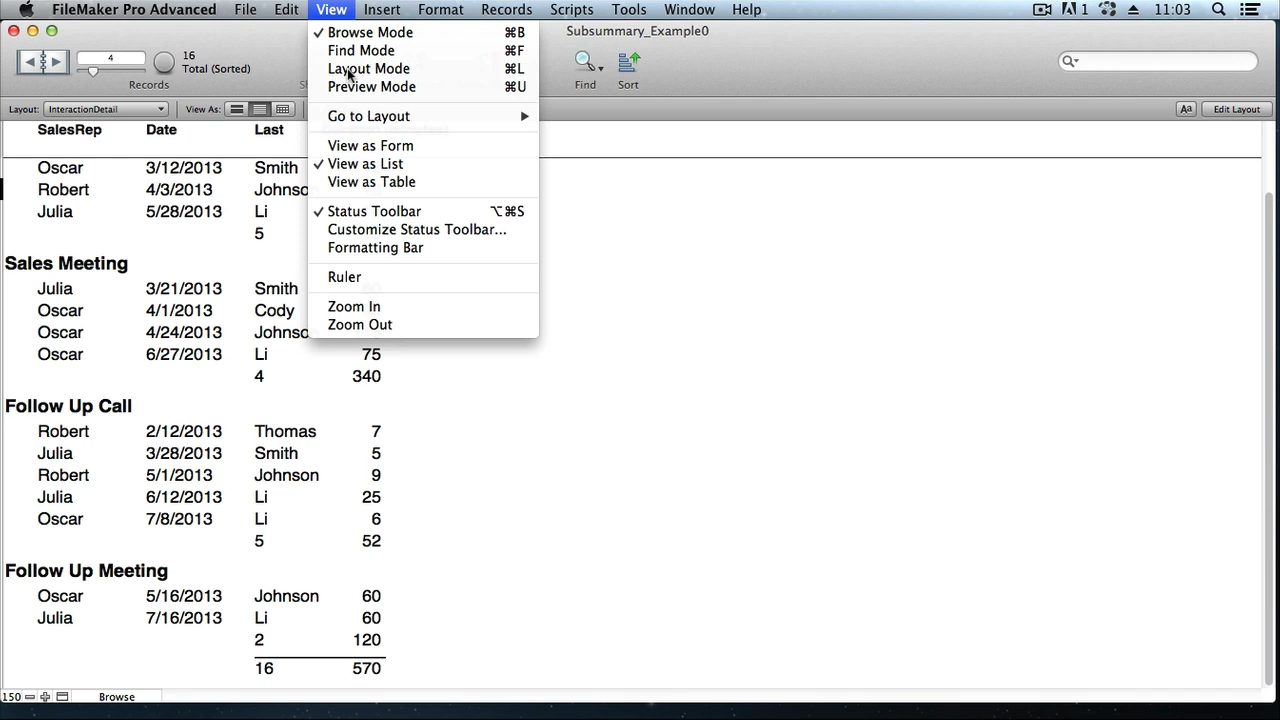 FileMaker Pro Advanced File Edit View Insert Format Records Scripts Tools Window Help 1 11:03
Subsummary_Example0
4
16
Total (Sorted)
Records
Find
Sort
Layout: InteractionDetail View As: Aa Edit Layout
Browse Mode ⌘B
Find Mode ⌘F
Layout Mode ⌘L
Preview Mode ⌘U
Go to Layout
View as Form
View as List
View as Table
Status Toolbar ⌥⌘S
Customize Status Toolbar...
Formatting Bar
Ruler
Zoom In
Zoom Out
SalesRep Date Last
Oscar 3/12/2013 Smith
Robert 4/3/2013 Johnso
Julia 5/28/2013 Li
5
Sales Meeting
Julia 3/21/2013 Smith
Oscar 4/1/2013 Cody
Oscar 4/24/2013 Johnso
Oscar 6/27/2013 Li 75
4 340
Follow Up Call
Robert 2/12/2013 Thomas 7
Julia 3/28/2013 Smith 5
Robert 5/1/2013 Johnson 9
Julia 6/12/2013 Li 25
Oscar 7/8/2013 Li 6
5 52
Follow Up Meeting
Oscar 5/16/2013 Johnson 60
Julia 7/16/2013 Li 60
2 120
16 570
150 Browse